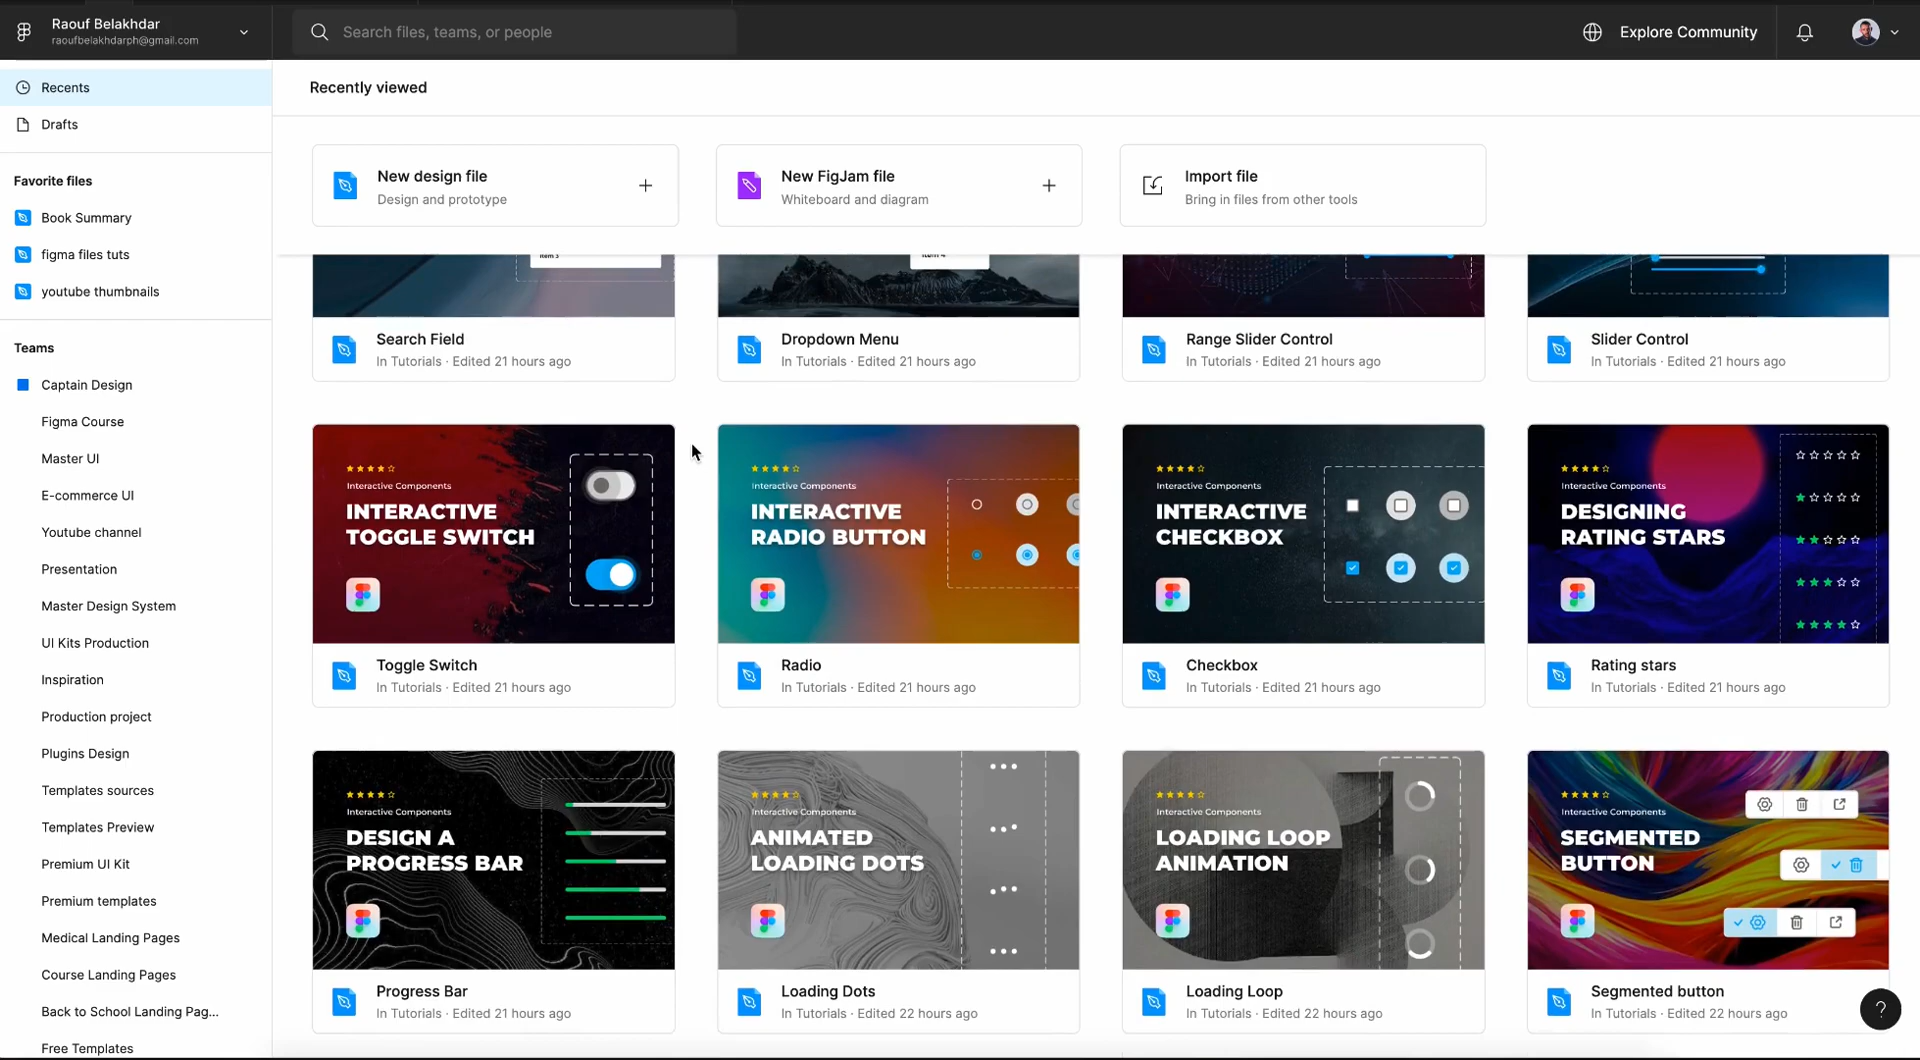 Raouf Belakhdar
raoufbelakhdarph@gmail.com
Search files, teams, or people
Explore Community
Recents
Drafts
Favorite files
Book Summary
figma files tuts
youtube thumbnails
Teams
Captain Design
Figma Course
Master UI
E-commerce UI
Youtube channel
Presentation
Master Design System
UI Kits Production
Inspiration
Production project
Plugins Design
Templates sources
Templates Preview
Premium UI Kit
Premium templates
Medical Landing Pages
Course Landing Pages
Back to School Landing Pag...
Free Templates
Recently viewed
New design file
Design and prototype
New FigJam file
Whiteboard and diagram
Import file
Bring in files from other tools
Item 3
Item 4
Search Field
In Tutorials · Edited 21 hours ago
Dropdown Menu
In Tutorials · Edited 21 hours ago
Range Slider Control
In Tutorials · Edited 21 hours ago
Slider Control
In Tutorials · Edited 21 hours ago
Interactive Components
INTERACTIVE
TOGGLE SWITCH
Toggle Switch
In Tutorials · Edited 21 hours ago
Interactive Components
INTERACTIVE
RADIO BUTTON
Radio
In Tutorials · Edited 21 hours ago
Interactive Components
INTERACTIVE
CHECKBOX
Checkbox
In Tutorials · Edited 21 hours ago
Interactive Components
DESIGNING
RATING STARS
Rating stars
In Tutorials · Edited 21 hours ago
Interactive Components
DESIGN A
PROGRESS BAR
Progress Bar
In Tutorials · Edited 21 hours ago
Interactive Components
ANIMATED
LOADING DOTS
Loading Dots
In Tutorials · Edited 22 hours ago
Interactive Components
LOADING LOOP
ANIMATION
Loading Loop
In Tutorials · Edited 22 hours ago
Interactive Components
SEGMENTED
BUTTON
Segmented button
In Tutorials · Edited 22 hours ago
?